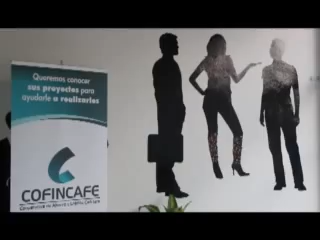 Queremos conocer
sus proyectos para
ayudarle a realizarlos
COFINCAFE